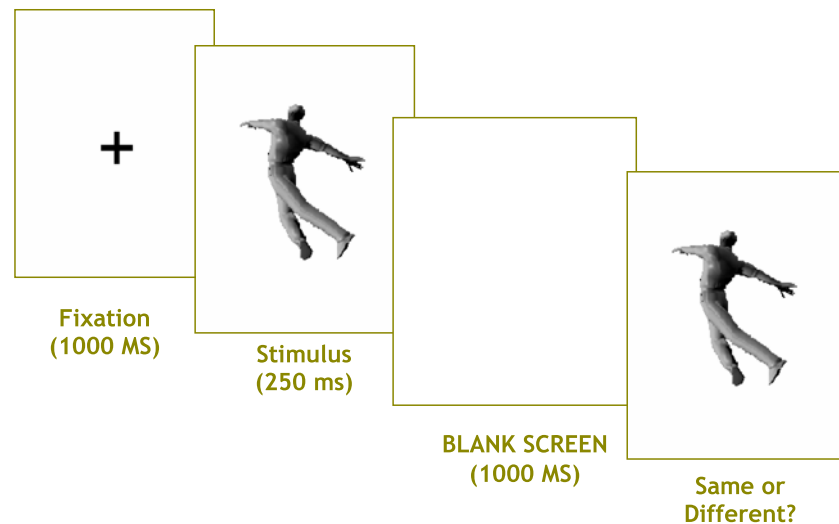 Fixation
(1000 MS)
Stimulus
(250 ms)
BLANK SCREEN
(1000 MS)
Same or
Different?